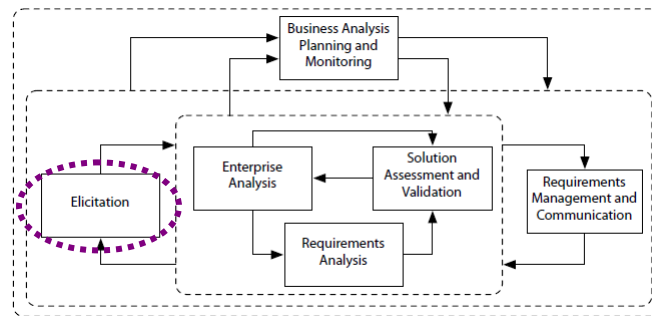 Business Analysis
Planning and
Monitoring
Elicitation
Enterprise
Analysis
Solution
Assessment and
Validation
Requirements
Analysis
Requirements
Management and
Communication